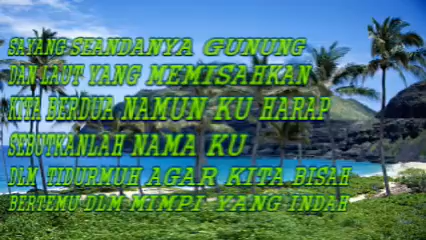 SAYANG SEANDANYA GUNUNG
DAN LAUT YANG MEMISAHKAN
KITA BERDUA NAMUN KU HARAP
SEBUTKANLAH NAMA KU
DLM TIDURMUH AGAR KITA BISAH
BERTEMU DLM MIMPI YANG INDAH